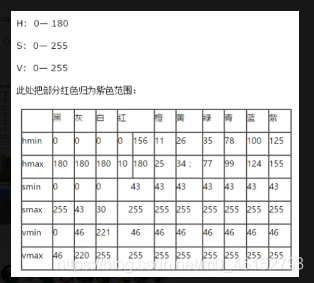 H：0— 180
S：0— 255
V：0— 255
此处把部分红色归为紫色范围：
黑 灰 白 红 橙 黄 绿 青 蓝 紫
hmin 0 0 0 0 156 11 26 35 78 100 125
hmax 180 180 180 10 180 25 34； 77 99 124 155
smin 0 0 0 43 43 43 43 43 43 43
smax 255 43 30 255 255 255 255 255 255 255
vmin 0 46 221 46 46 46 46 46 46 46
vmax 46 220 255 255 255 255 255 255 255 255